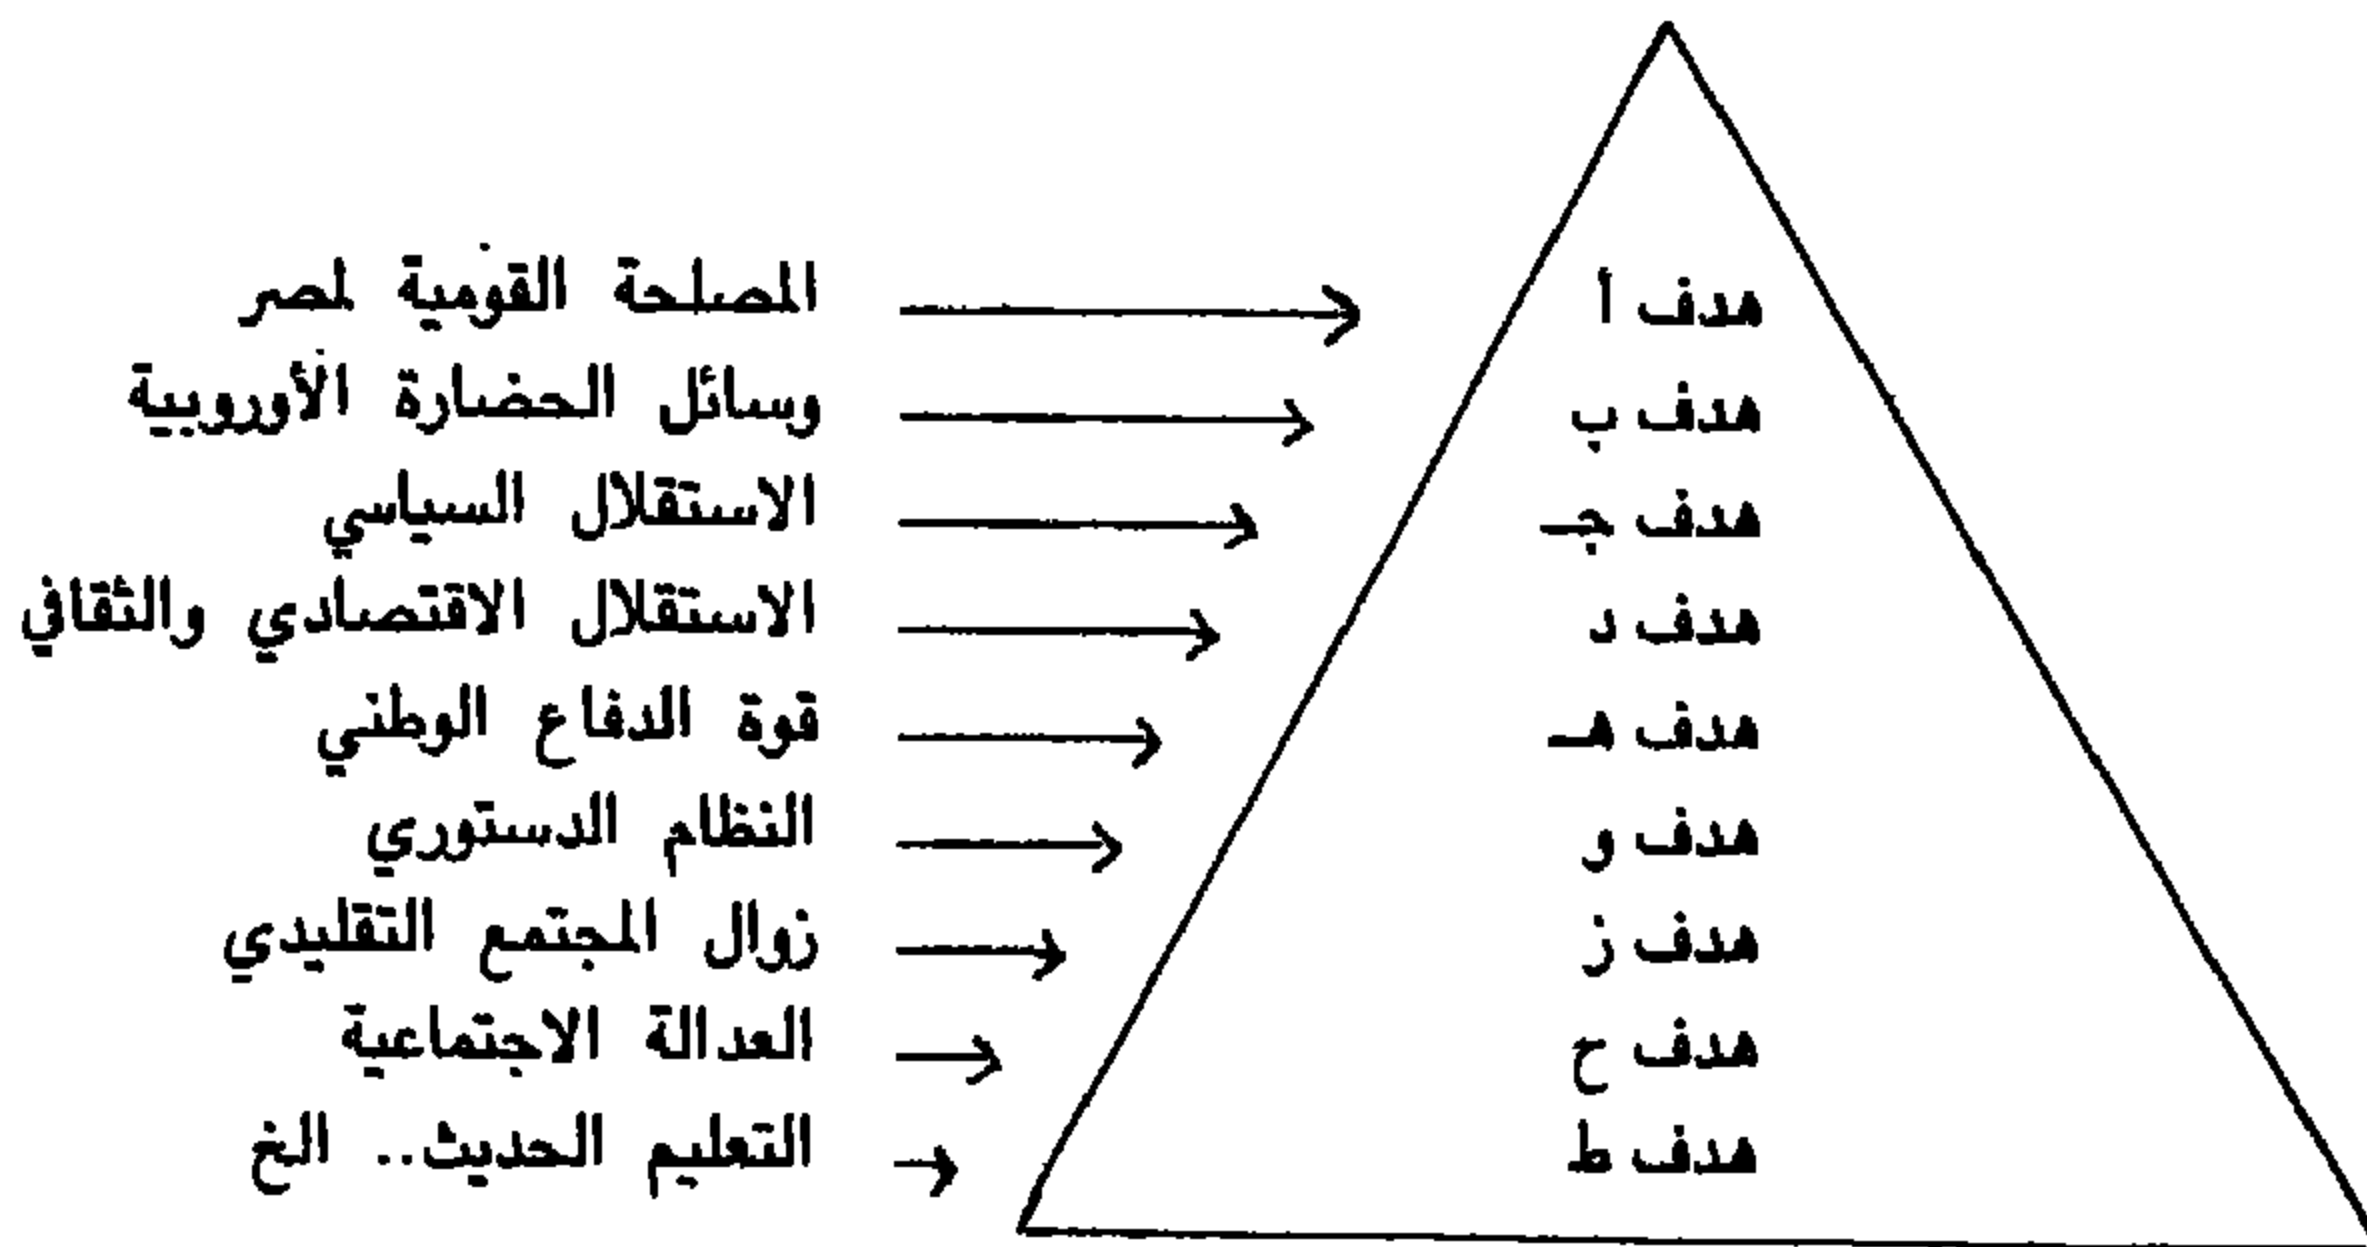 هدف أ المصلحة القومية لمصر
هدف ب وسائل الحضارة الأوروبية
هدف جـ الاستقلال السياسي
هدف د الاستقلال الاقتصادي والثقافي
هدف هـ قوة الدفاع الوطني
هدف و النظام الدستوري
هدف ز زوال المجتمع التقليدي
هدف ح العدالة الاجتماعية
هدف ط التعليم الحديث.. الخ